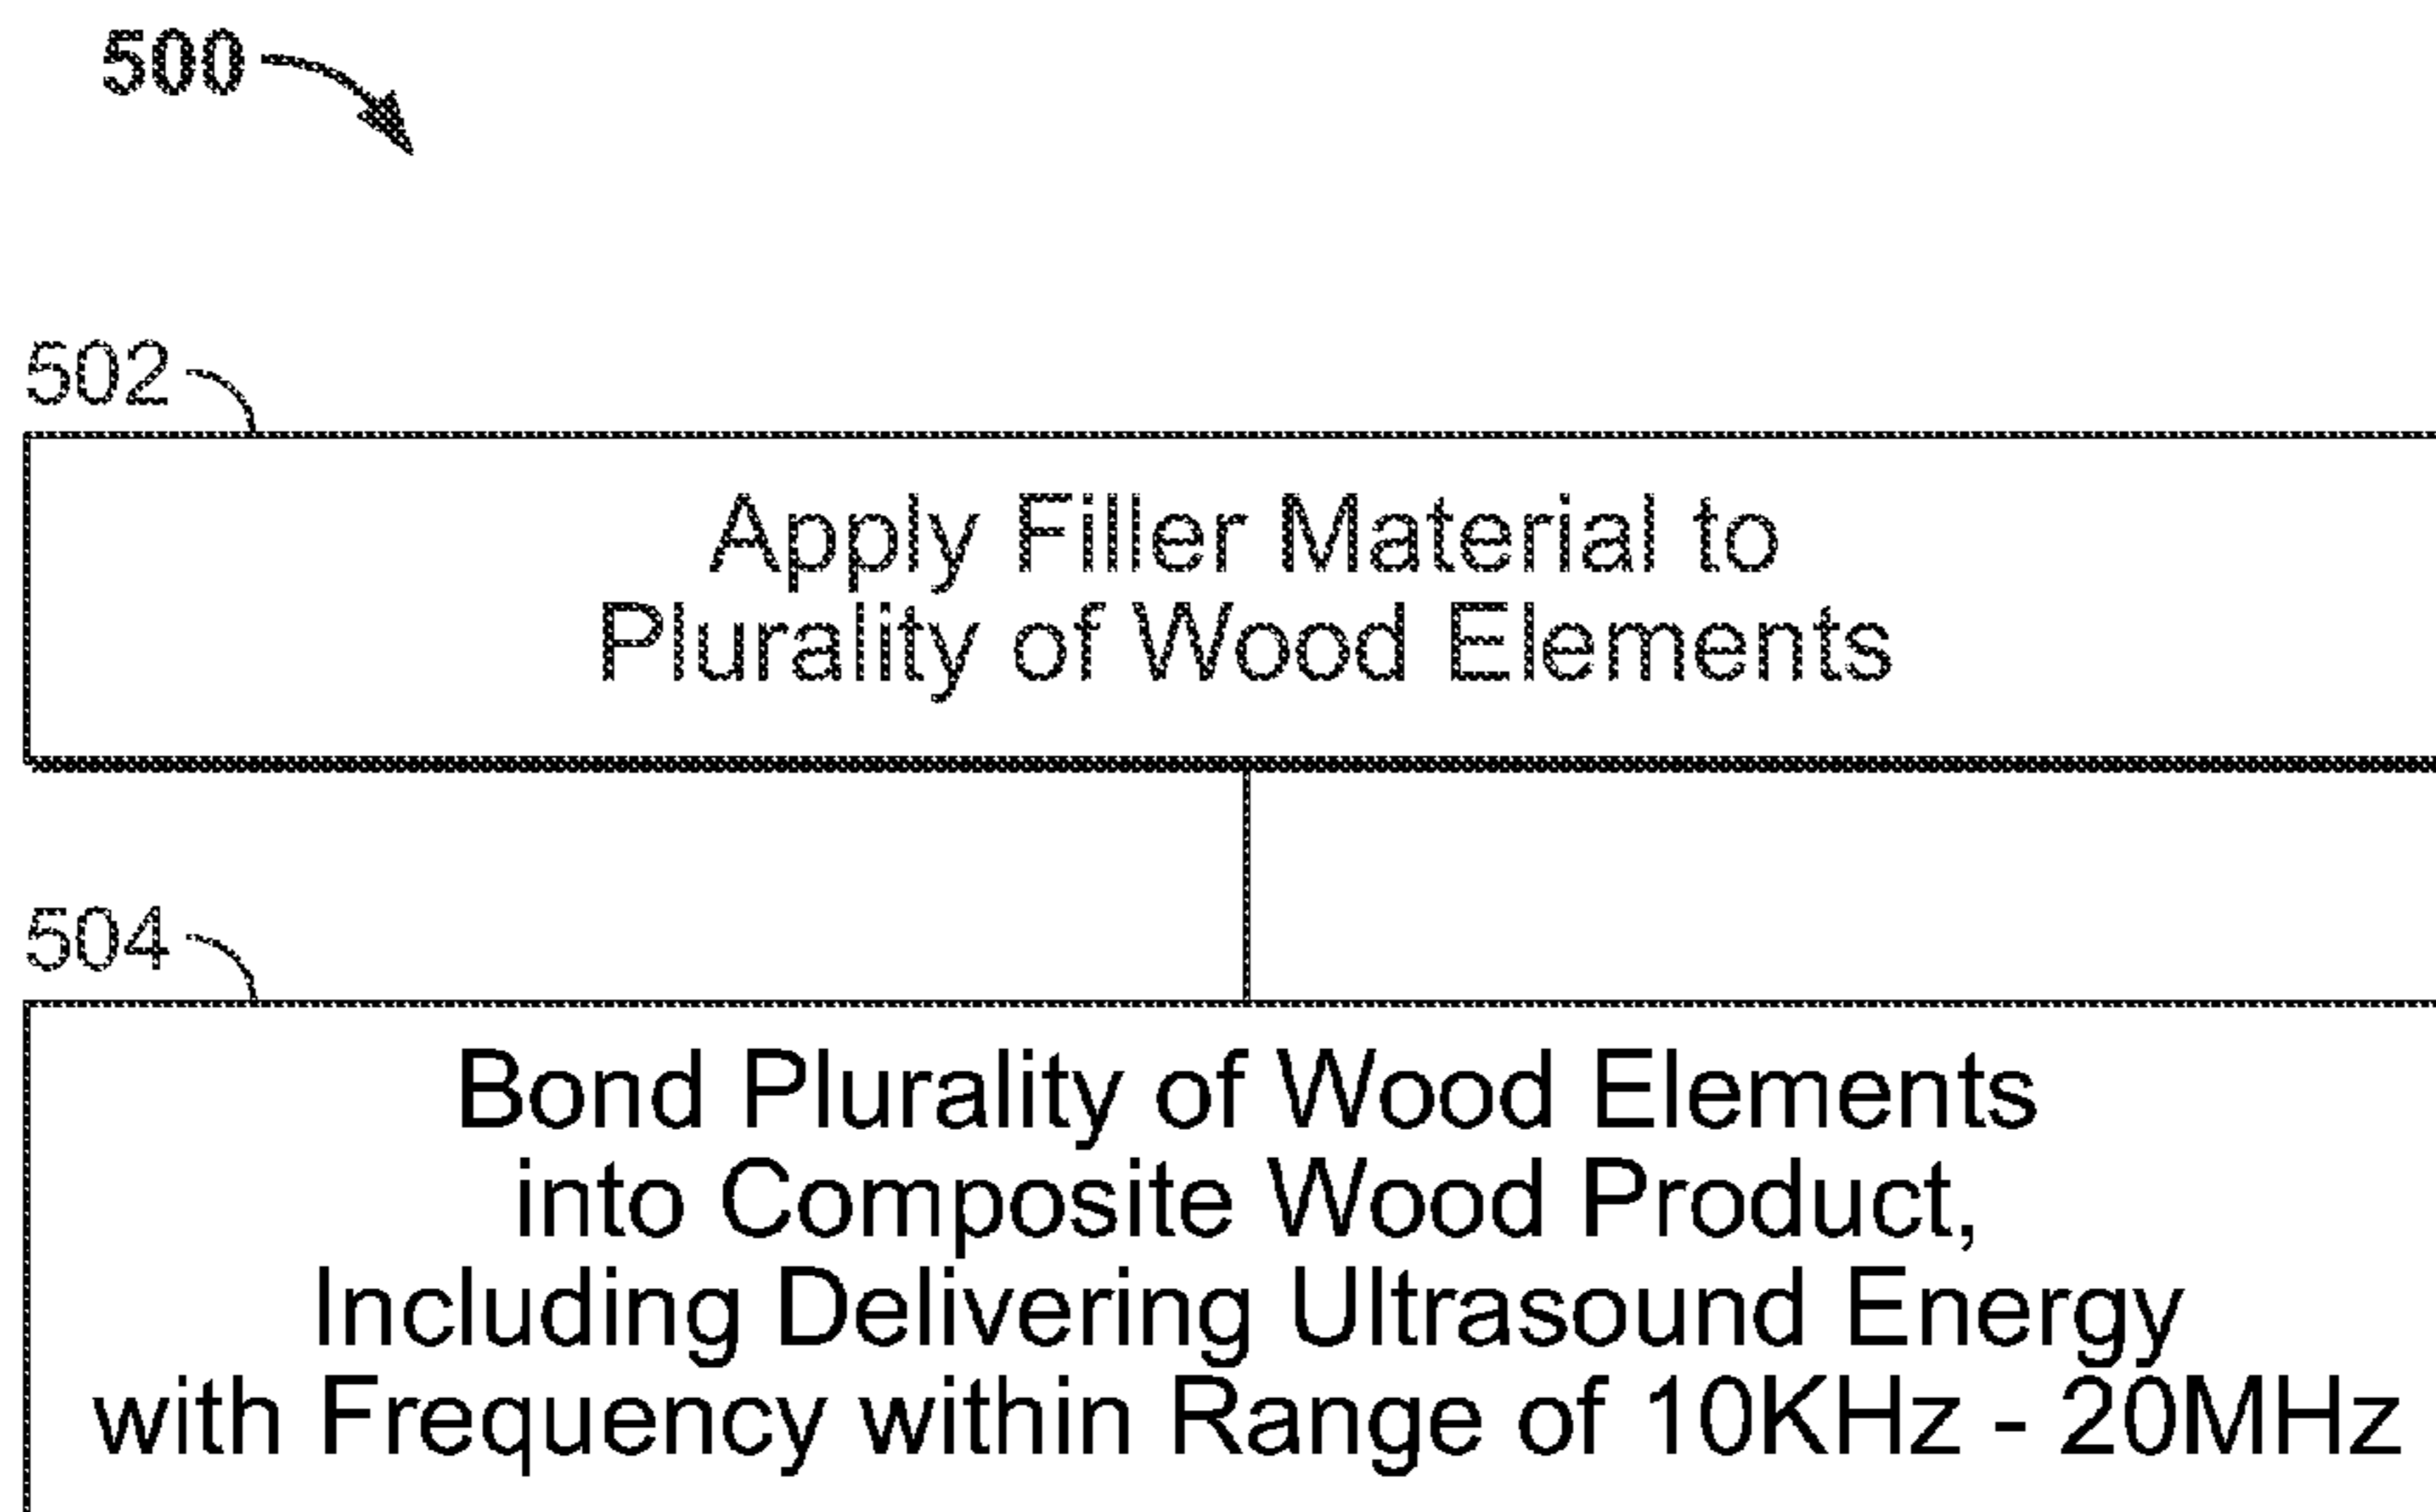 500
502
Apply Filler Material to
Plurality of Wood Elements
504
Bond Plurality of Wood Elements
into Composite Wood Product,
Including Delivering Ultrasound Energy
with Frequency within Range of 10KHz - 20MHz